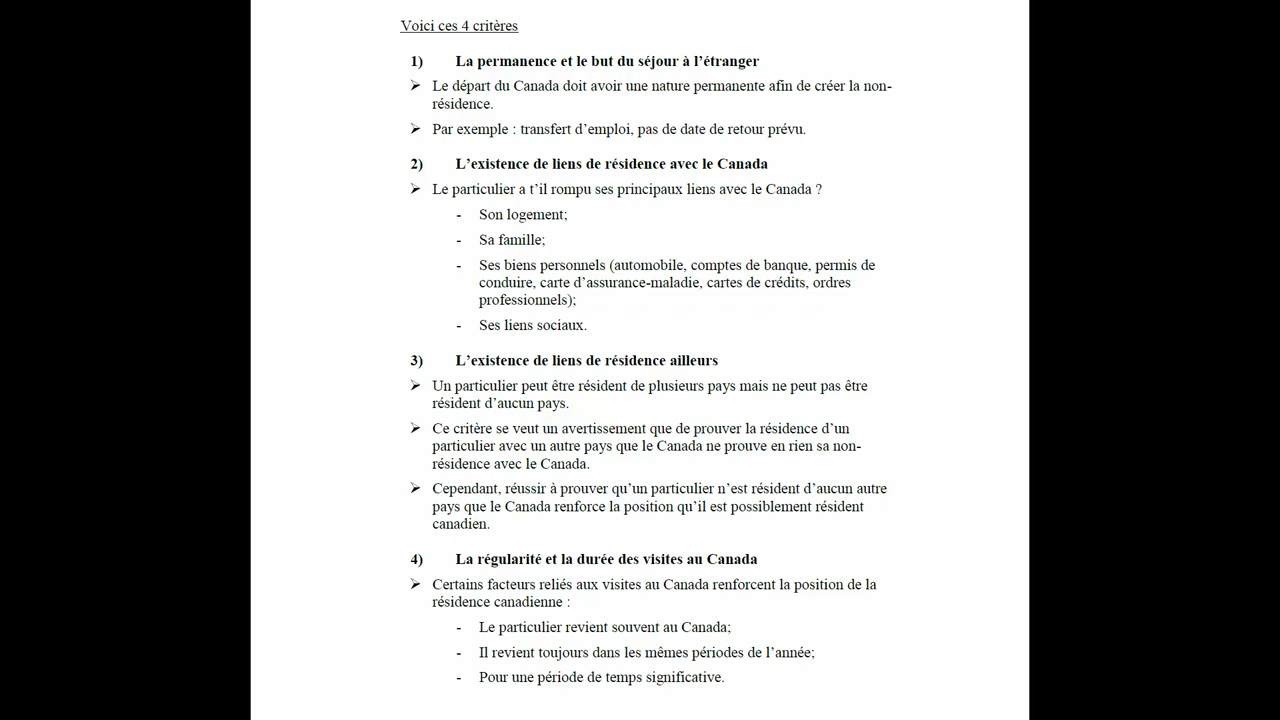 Voici ces 4 critères
1) La permanence et le but du séjour à l'étranger
➢ Le départ du Canada doit avoir une nature permanente afin de créer la non-
résidence.
➢ Par exemple : transfert d'emploi, pas de date de retour prévu.
2) L'existence de liens de résidence avec le Canada
➢ Le particulier a t'il rompu ses principaux liens avec le Canada ?
- Son logement;
- Sa famille;
- Ses biens personnels (automobile, comptes de banque, permis de
conduire, carte d'assurance-maladie, cartes de crédits, ordres
professionnels);
- Ses liens sociaux.
3) L'existence de liens de résidence ailleurs
➢ Un particulier peut être résident de plusieurs pays mais ne peut pas être
résident d'aucun pays.
➢ Ce critère se veut un avertissement que de prouver la résidence d'un
particulier avec un autre pays que le Canada ne prouve en rien sa non-
résidence avec le Canada.
➢ Cependant, réussir à prouver qu'un particulier n'est résident d'aucun autre
pays que le Canada renforce la position qu'il est possiblement résident
canadien.
4) La régularité et la durée des visites au Canada
➢ Certains facteurs reliés aux visites au Canada renforcent la position de la
résidence canadienne :
- Le particulier revient souvent au Canada;
- Il revient toujours dans les mêmes périodes de l'année;
- Pour une période de temps significative.